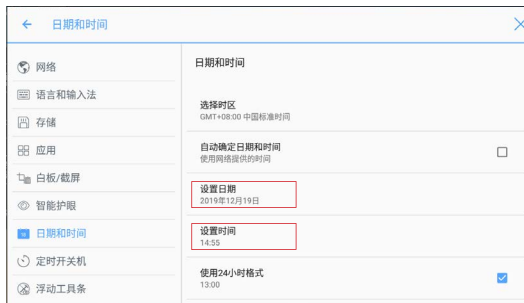 日期和时间
网络
语言和输入法
存储
应用
白板/截屏
智能护眼
日期和时间
定时开关机
浮动工具条
日期和时间
选择时区
GMT+08:00 中国标准时间
自动确定日期和时间
使用网络提供的时间
设置日期
2019年12月19日
设置时间
14:55
使用24小时格式
13:00